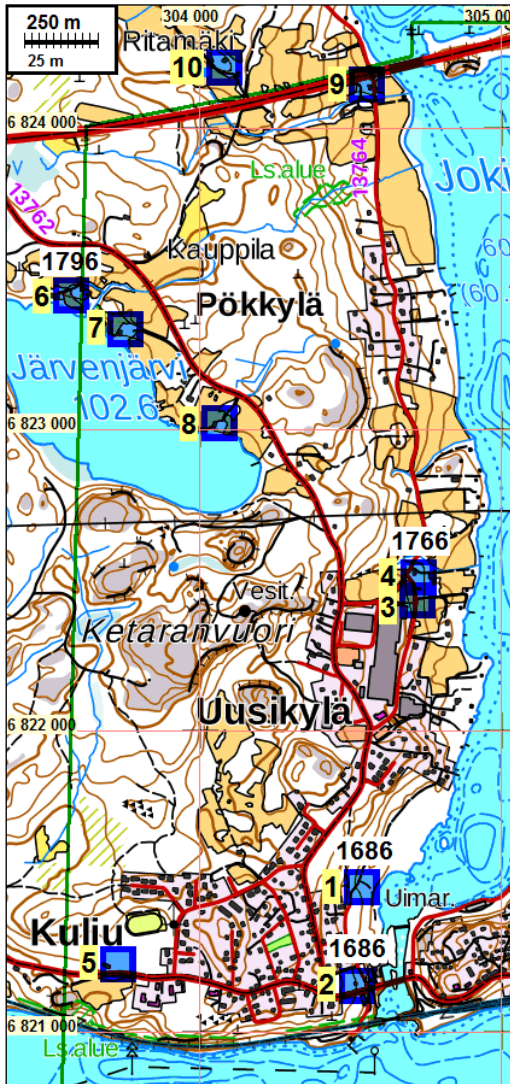 250 m
25 m
304 000
305 000
Ritamäki
10
9
6 824 000
Ls.alue
13764
Joki
13762
Kauppila
1796
6
Pökkylä
7
Järvenjärvi
102.6
8
6 823 000
1766
4
Vesit.
3
Ketaranvuori
Uusikylä
6 822 000
1686
1
Uimar.
Kuliu
1686
5
2
6 821 000
Ls.alue